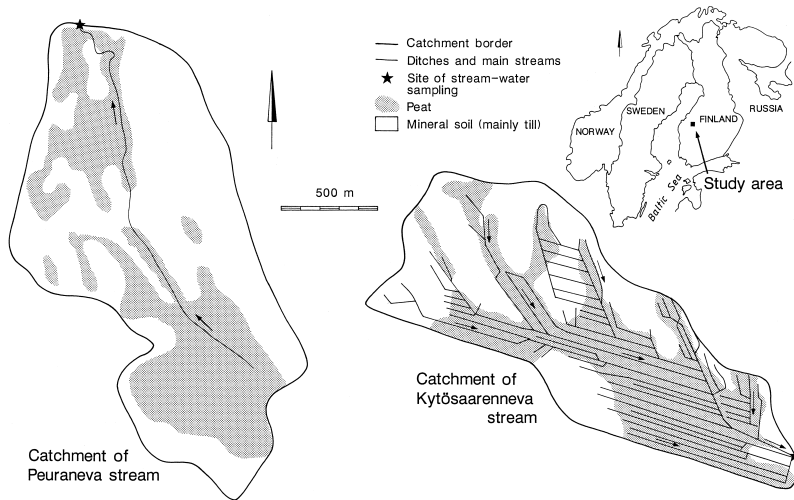 Catchment border
Ditches and main streams
Site of stream-water
sampling
Peat
Mineral soil (mainly till)
500 m
NORWAY
SWEDEN
FINLAND
RUSSIA
Baltic Sea
Study area
Catchment of
Kytösaarenneva
stream
Catchment of
Peuraneva stream